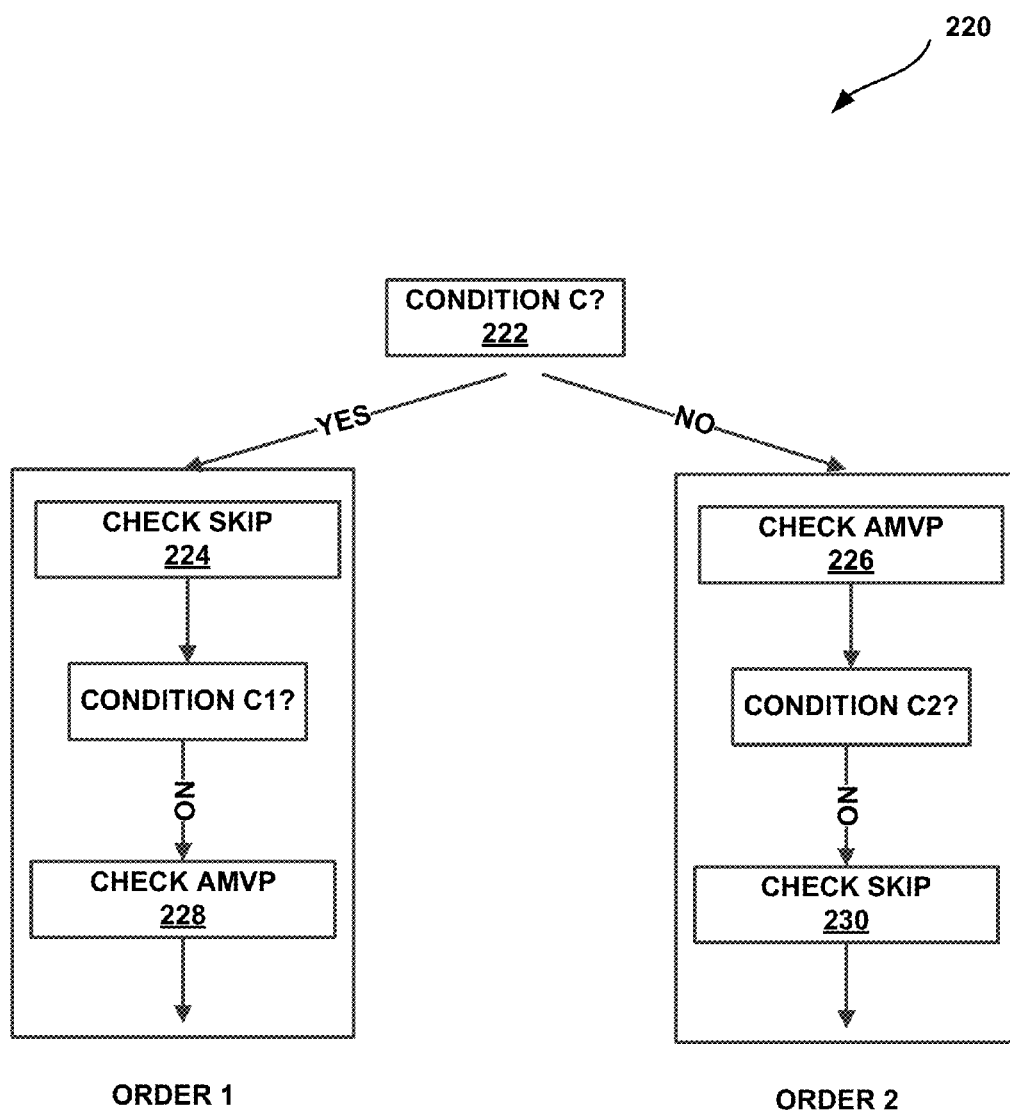 220
CONDITION C?
222
YES
NO
CHECK SKIP
224
CONDITION C1?
NO
CHECK AMVP
228
ORDER 1
CHECK AMVP
226
CONDITION C2?
NO
CHECK SKIP
230
ORDER 2